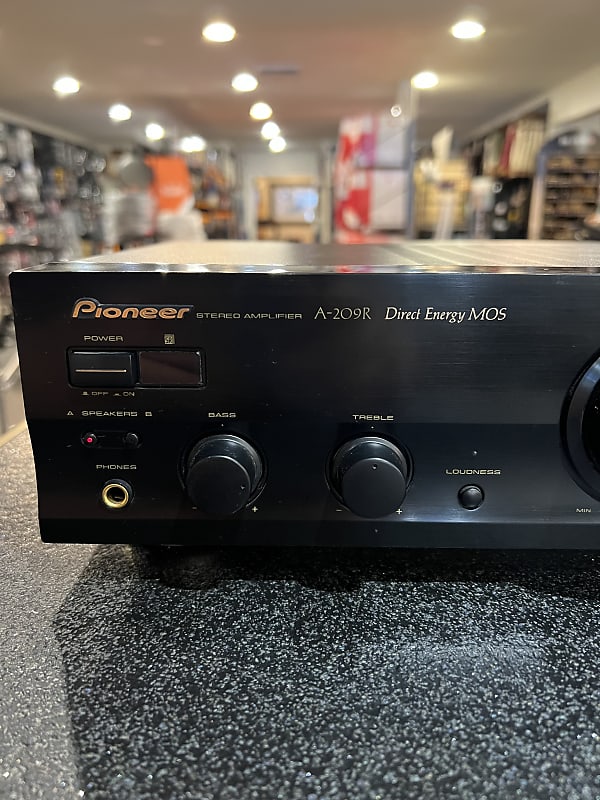 Pioneer STEREO AMPLIFIER A-209R Direct Energy MOS
POWER
OFF ON
A SPEAKERS B
BASS
TREBLE
PHONES
LOUDNESS
- +
- +
MIN